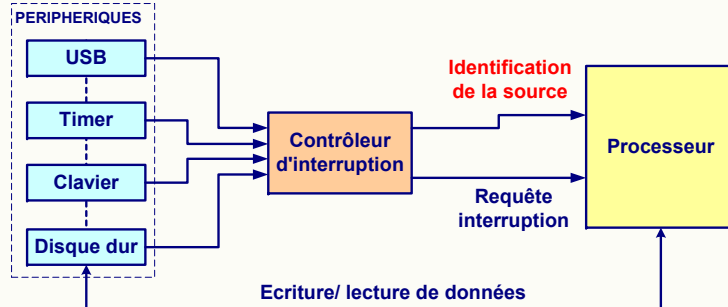 PERIPHERIQUES
USB
Timer
Clavier
Disque dur
Contrôleur
d'interruption
Identification
de la source
Requête
interruption
Processeur
Ecriture/ lecture de données